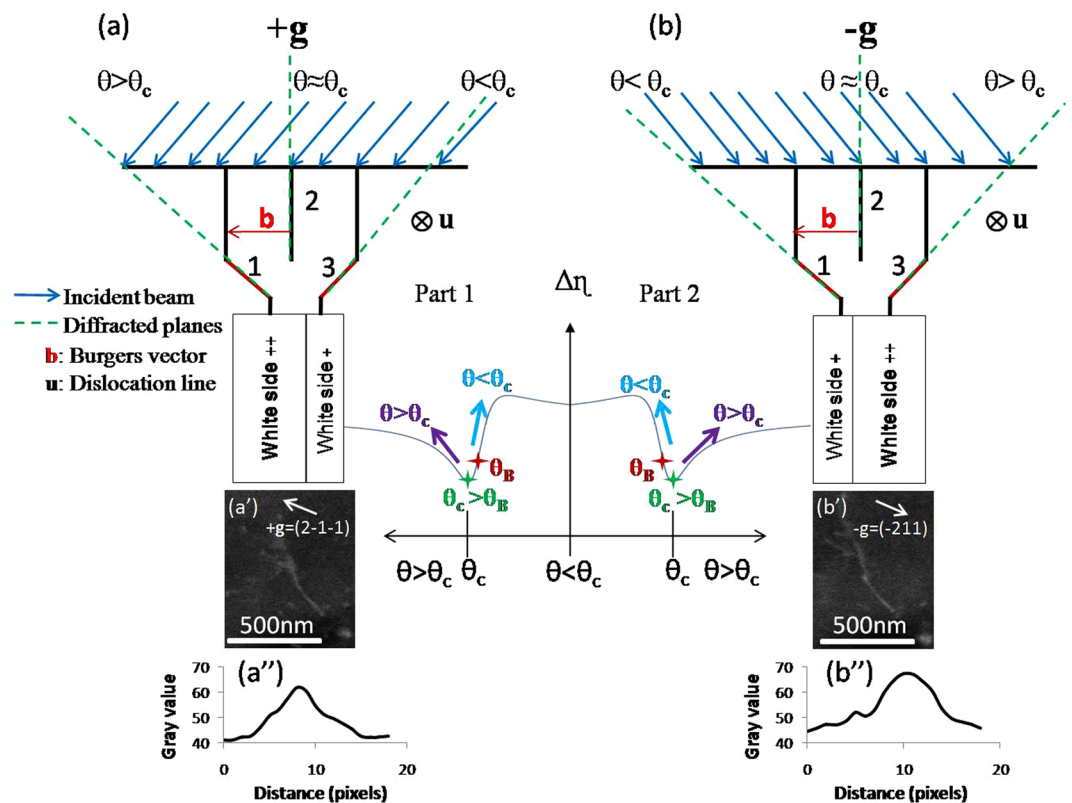 (a)
+g
θ>θc
θ≈θc
θ<θc
(b)
-g
θ< θc
θ ≈ θc
θ> θc
2
b
⊗ u
1
3
2
b
⊗ u
1
3
Incident beam
Diffracted planes
b: Burgers vector
u: Dislocation line
White side ++
White side +
Part 1
Δη
Part 2
θ<θc
θ>θc
θB
θc >θB
θ<θc
θ>θc
θB
θc >θB
θ>θc
θc
θ<θc
θc
θ>θc
White side +
White side ++
(a')
+g=(2-1-1)
500nm
(b')
-g=(-211)
500nm
(a'')
Gray value
70
60
50
40
0
10
20
Distance (pixels)
(b'')
Gray value
70
60
50
40
0
10
20
Distance (pixels)